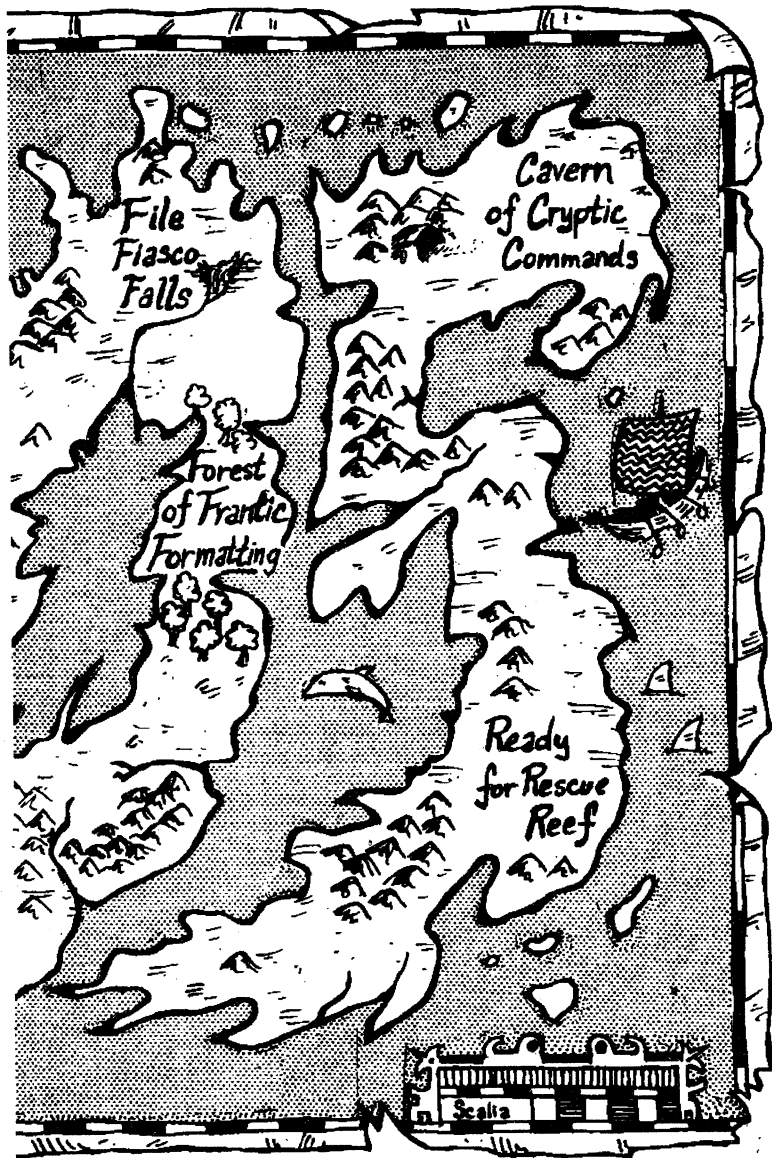 File
Fiasco
Falls
Cavern
of Cryptic
Commands
Forest
of Frantic
Formatting
Ready
for Rescue
Reef
Scalia